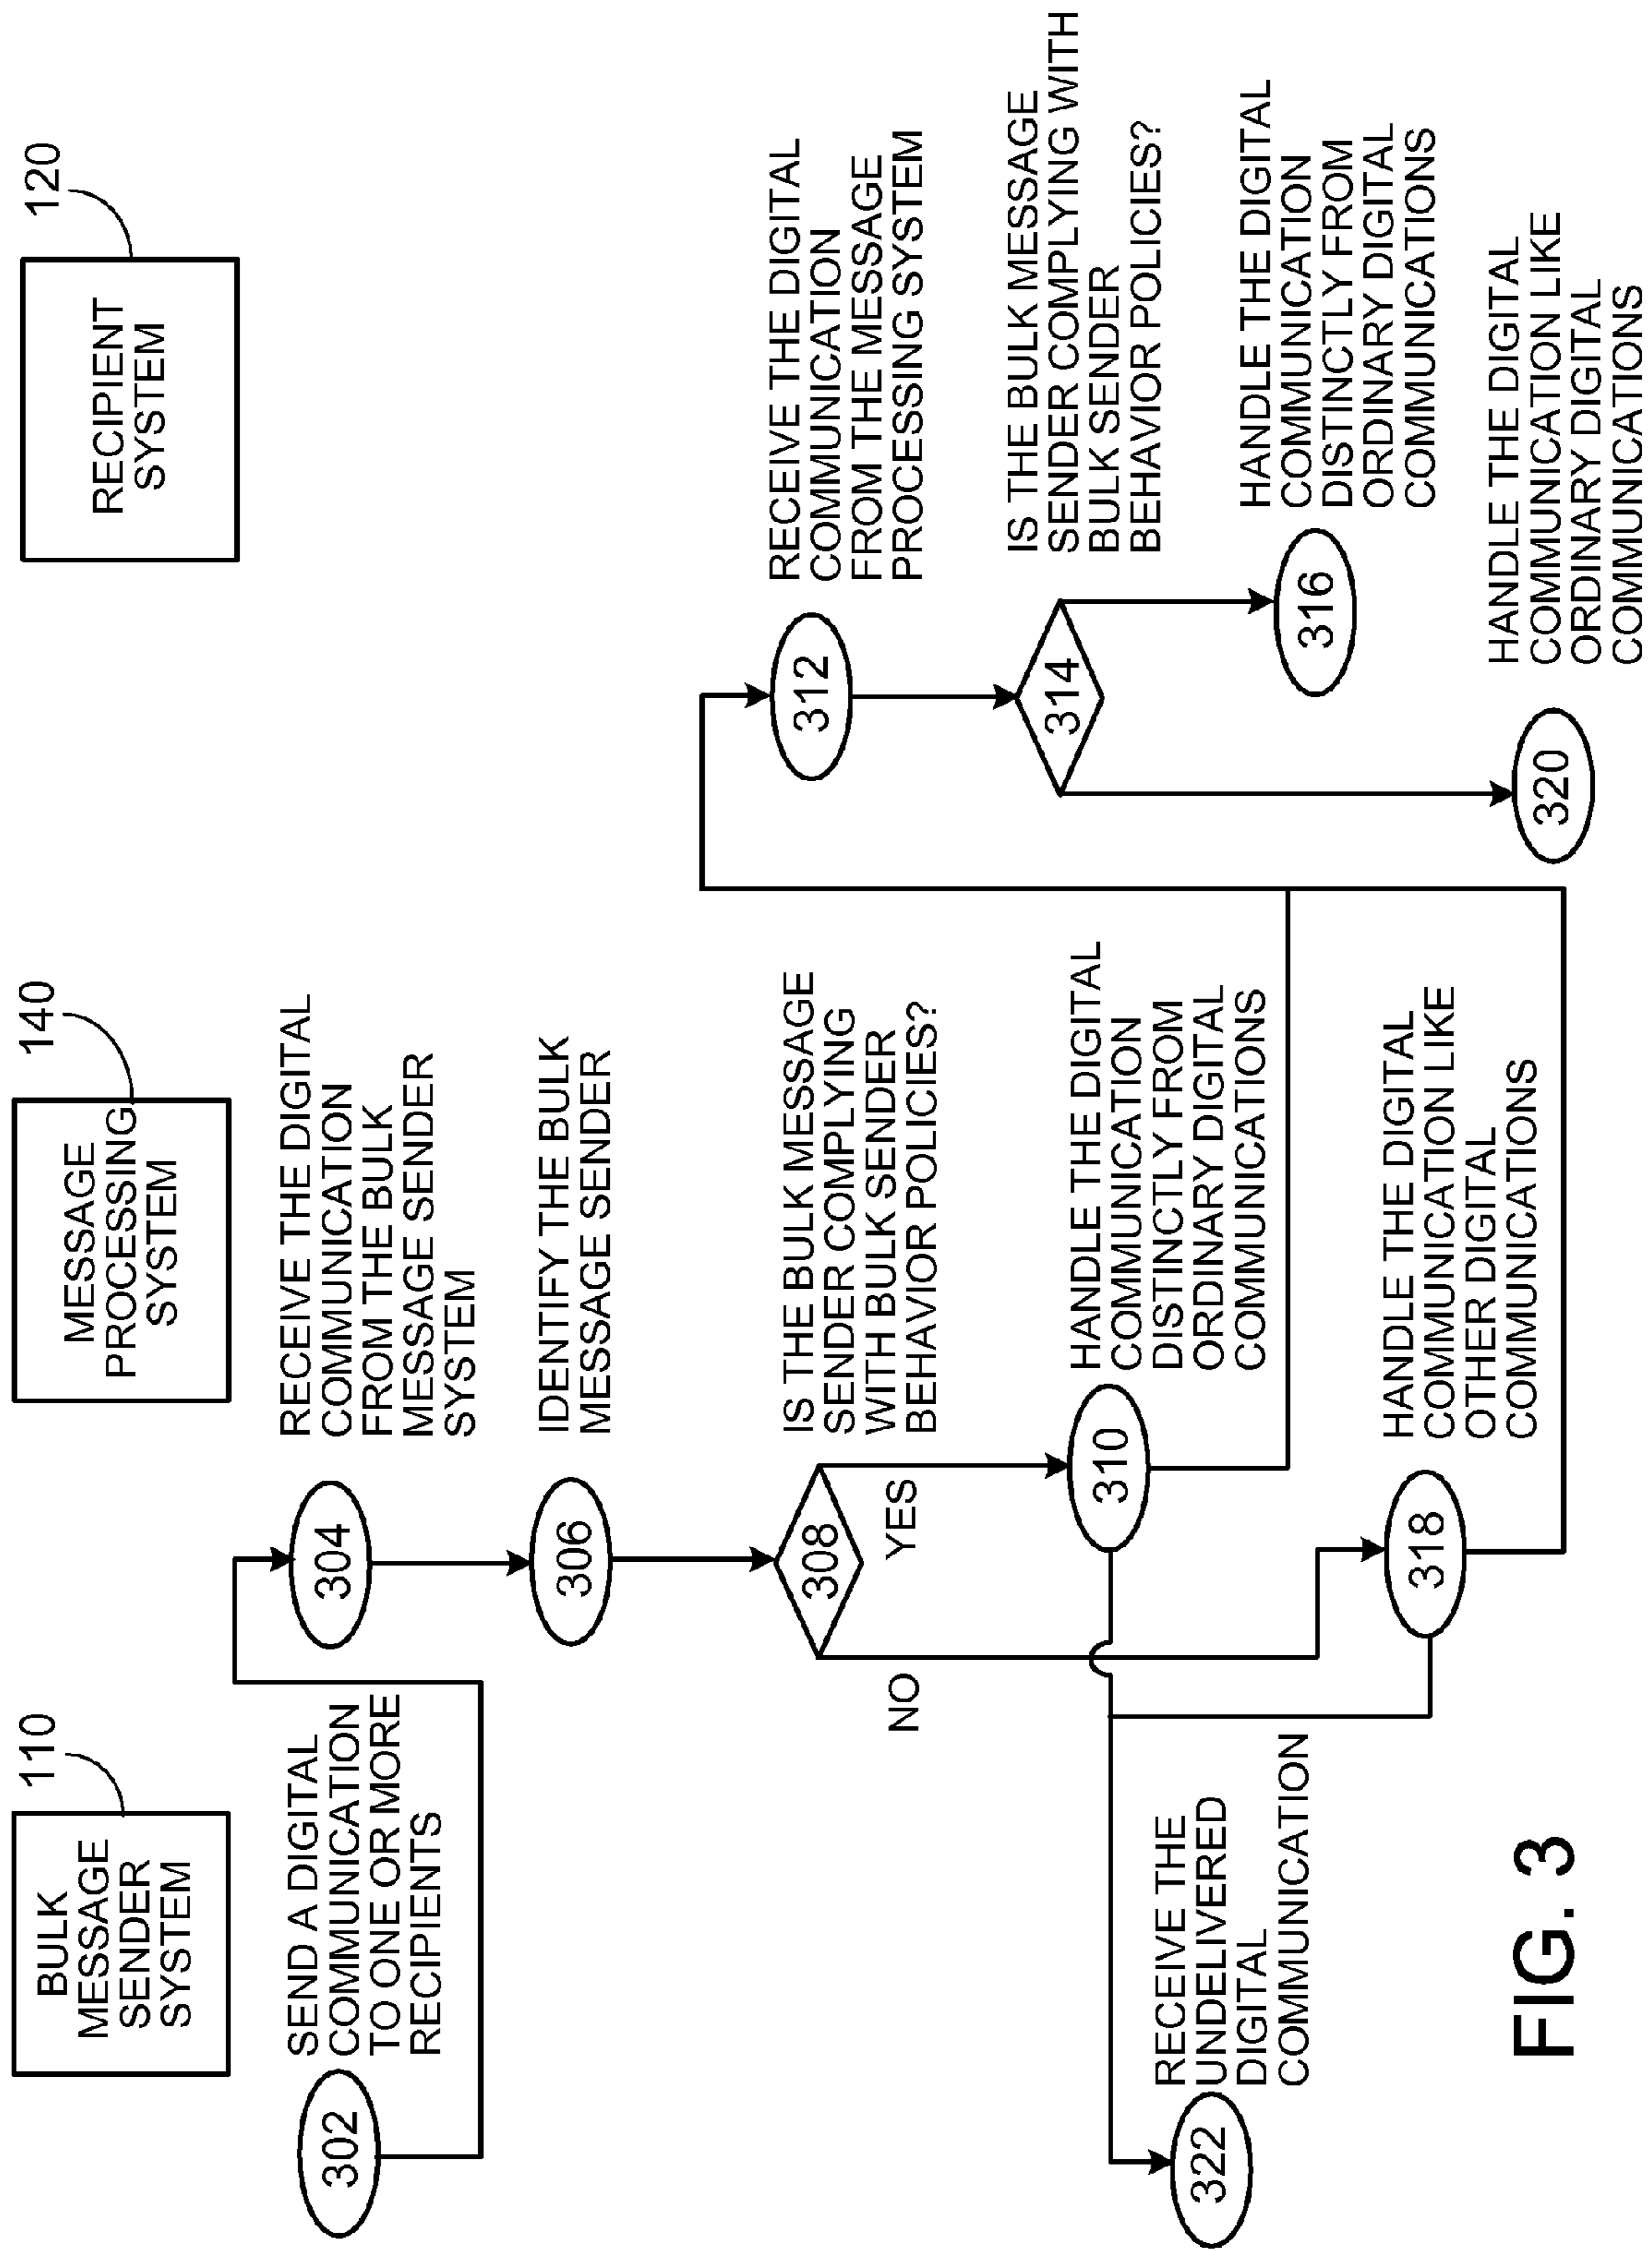 BULK
MESSAGE
SENDER
SYSTEM
110
MESSAGE
PROCESSING
SYSTEM
140
RECIPIENT
SYSTEM
120
302
SEND A DIGITAL
COMMUNICATION
TO ONE OR MORE
RECIPIENTS
304
RECEIVE THE DIGITAL
COMMUNICATION
FROM THE BULK
MESSAGE SENDER
SYSTEM
306
IDENTIFY THE BULK
MESSAGE SENDER
308
IS THE BULK MESSAGE
SENDER COMPLYING
WITH BULK SENDER
BEHAVIOR POLICIES?
YES
NO
310
HANDLE THE DIGITAL
COMMUNICATION
DISTINCTLY FROM
ORDINARY DIGITAL
COMMUNICATIONS
318
HANDLE THE DIGITAL
COMMUNICATION LIKE
OTHER DIGITAL
COMMUNICATIONS
322
RECEIVE THE
UNDELIVERED
DIGITAL
COMMUNICATION
312
RECEIVE THE DIGITAL
COMMUNICATION
FROM THE MESSAGE
PROCESSING SYSTEM
314
IS THE BULK MESSAGE
SENDER COMPLYING WITH
BULK SENDER
BEHAVIOR POLICIES?
316
HANDLE THE DIGITAL
COMMUNICATION
DISTINCTLY FROM
ORDINARY DIGITAL
COMMUNICATIONS
320
HANDLE THE DIGITAL
COMMUNICATION LIKE
ORDINARY DIGITAL
COMMUNICATIONS
FIG. 3